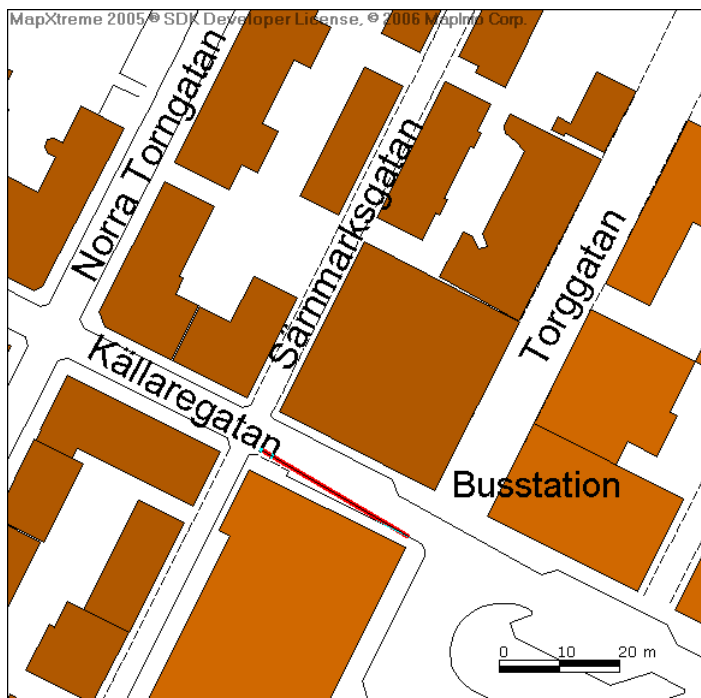 MapXtreme 2005 ® SDK Developer License, © 2006 MapInfo Corp.
Norra Torngatan
Särnmarksgatan
Torggatan
Källaregatan
Busstation
0 10 20 m